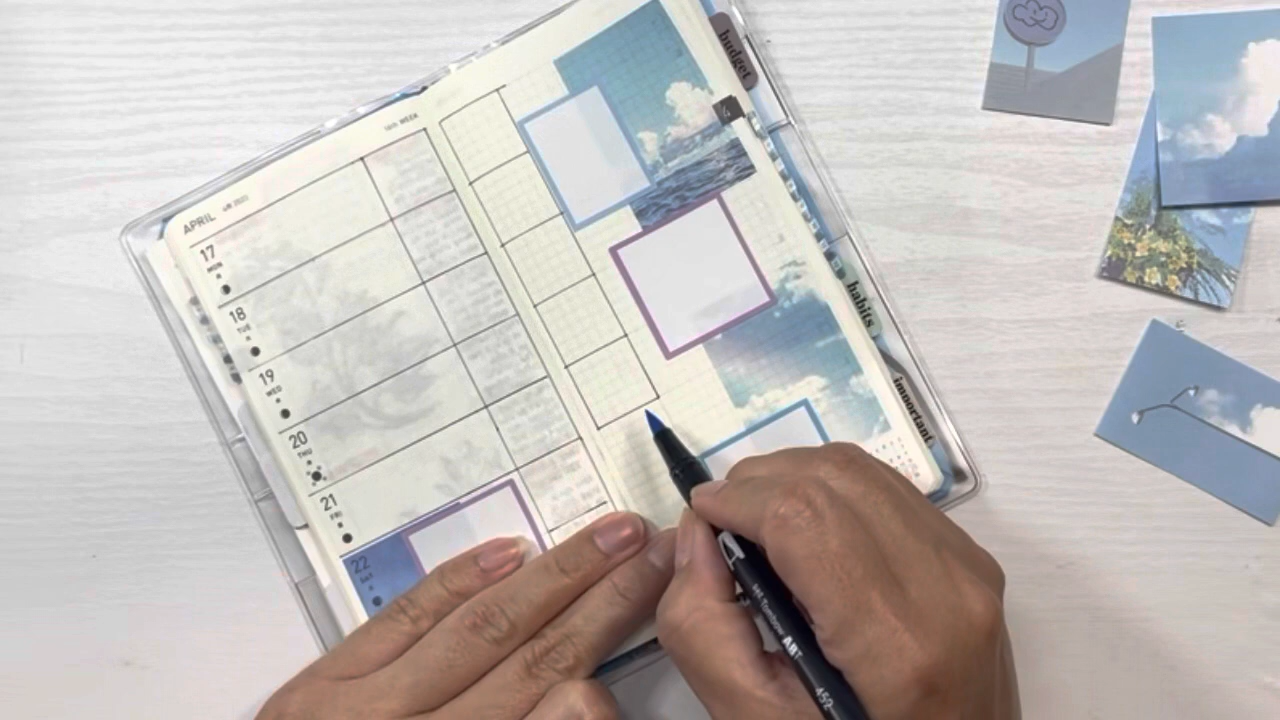 APRIL
16th WEEK
17
MON
18
TUE
19
WED
20
THU
21
FRI
22
SAT
budget
4
habits
important
Tombow ABT
452